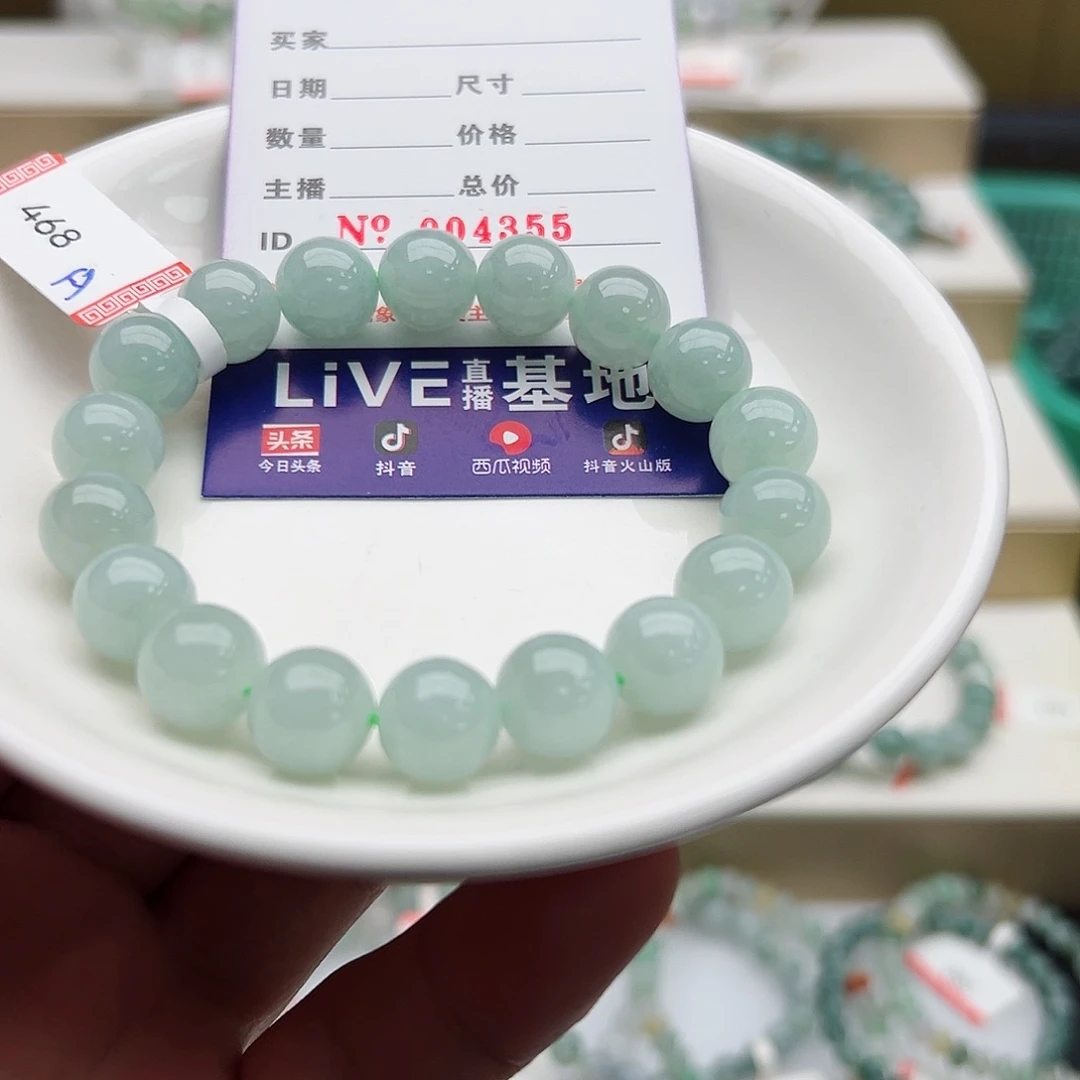 买家
日期 尺寸
数量 价格
主播 总价
ID Nº 004355
468
A
LiVE 直播 基地
头条
今日头条 抖音 西瓜视频 抖音火山版